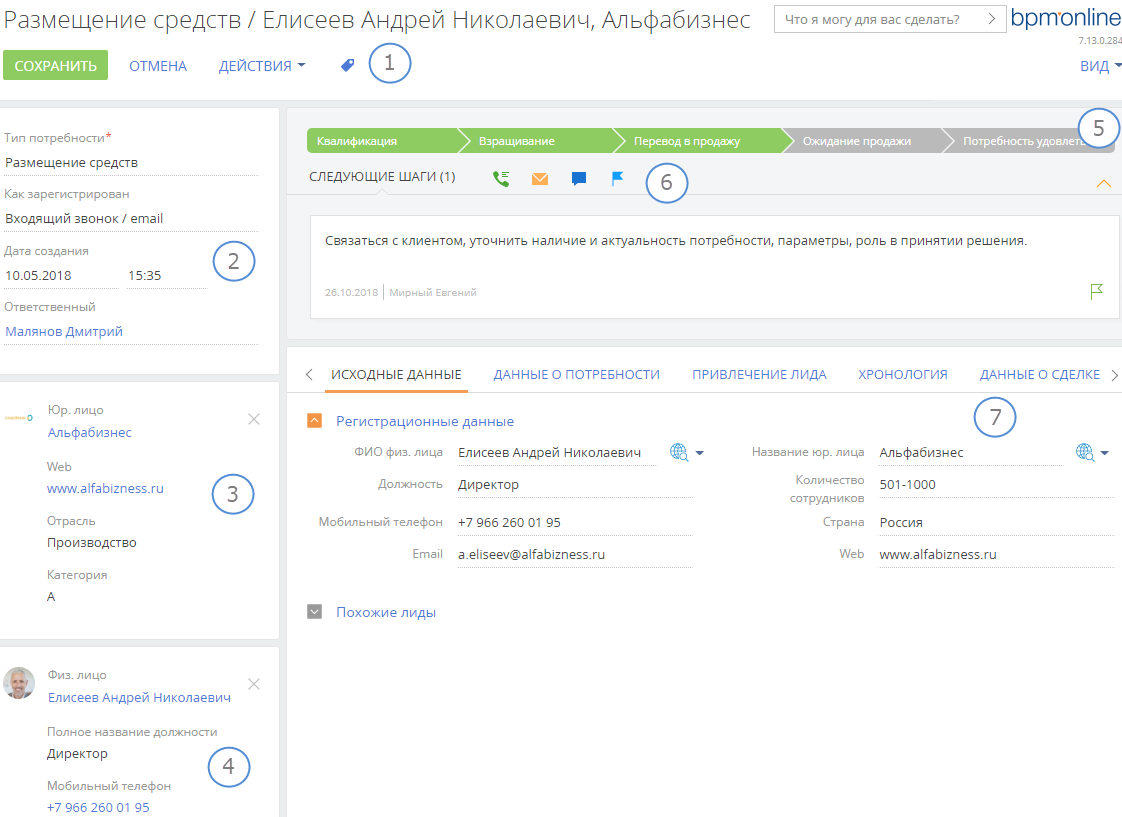 Размещение средств / Елисеев Андрей Николаевич, Альфабизнес
Что я могу для вас сделать?
bpmonline
7.13.0.284
СОХРАНИТЬ
ОТМЕНА
ДЕЙСТВИЯ
1
ВИД
Тип потребности*
Размещение средств
Как зарегистрирован
Входящий звонок / email
Дата создания
10.05.2018 15:35
2
Ответственный
Малянов Дмитрий
Юр. лицо
Альфабизнес
Web
www.alfabizness.ru
3
Отрасль
Производство
Категория
A
Физ. лицо
Елисеев Андрей Николаевич
Полное название должности
Директор
4
Мобильный телефон
+7 966 260 01 95
Квалификация
Взращивание
Перевод в продажу
Ожидание продажи
Потребность удовлет
5
СЛЕДУЮЩИЕ ШАГИ (1)
6
Связаться с клиентом, уточнить наличие и актуальность потребности, параметры, роль в принятии решения.
26.10.2018 Мирный Евгений
ИСХОДНЫЕ ДАННЫЕ
ДАННЫЕ О ПОТРЕБНОСТИ
ПРИВЛЕЧЕНИЕ ЛИДА
ХРОНОЛОГИЯ
ДАННЫЕ О СДЕЛКЕ
7
Регистрационные данные
ФИО физ. лица Елисеев Андрей Николаевич
Должность Директор
Мобильный телефон +7 966 260 01 95
Email a.eliseev@alfabizness.ru
Название юр. лица Альфабизнес
Количество
сотрудников 501-1000
Страна Россия
Web www.alfabizness.ru
Похожие лиды